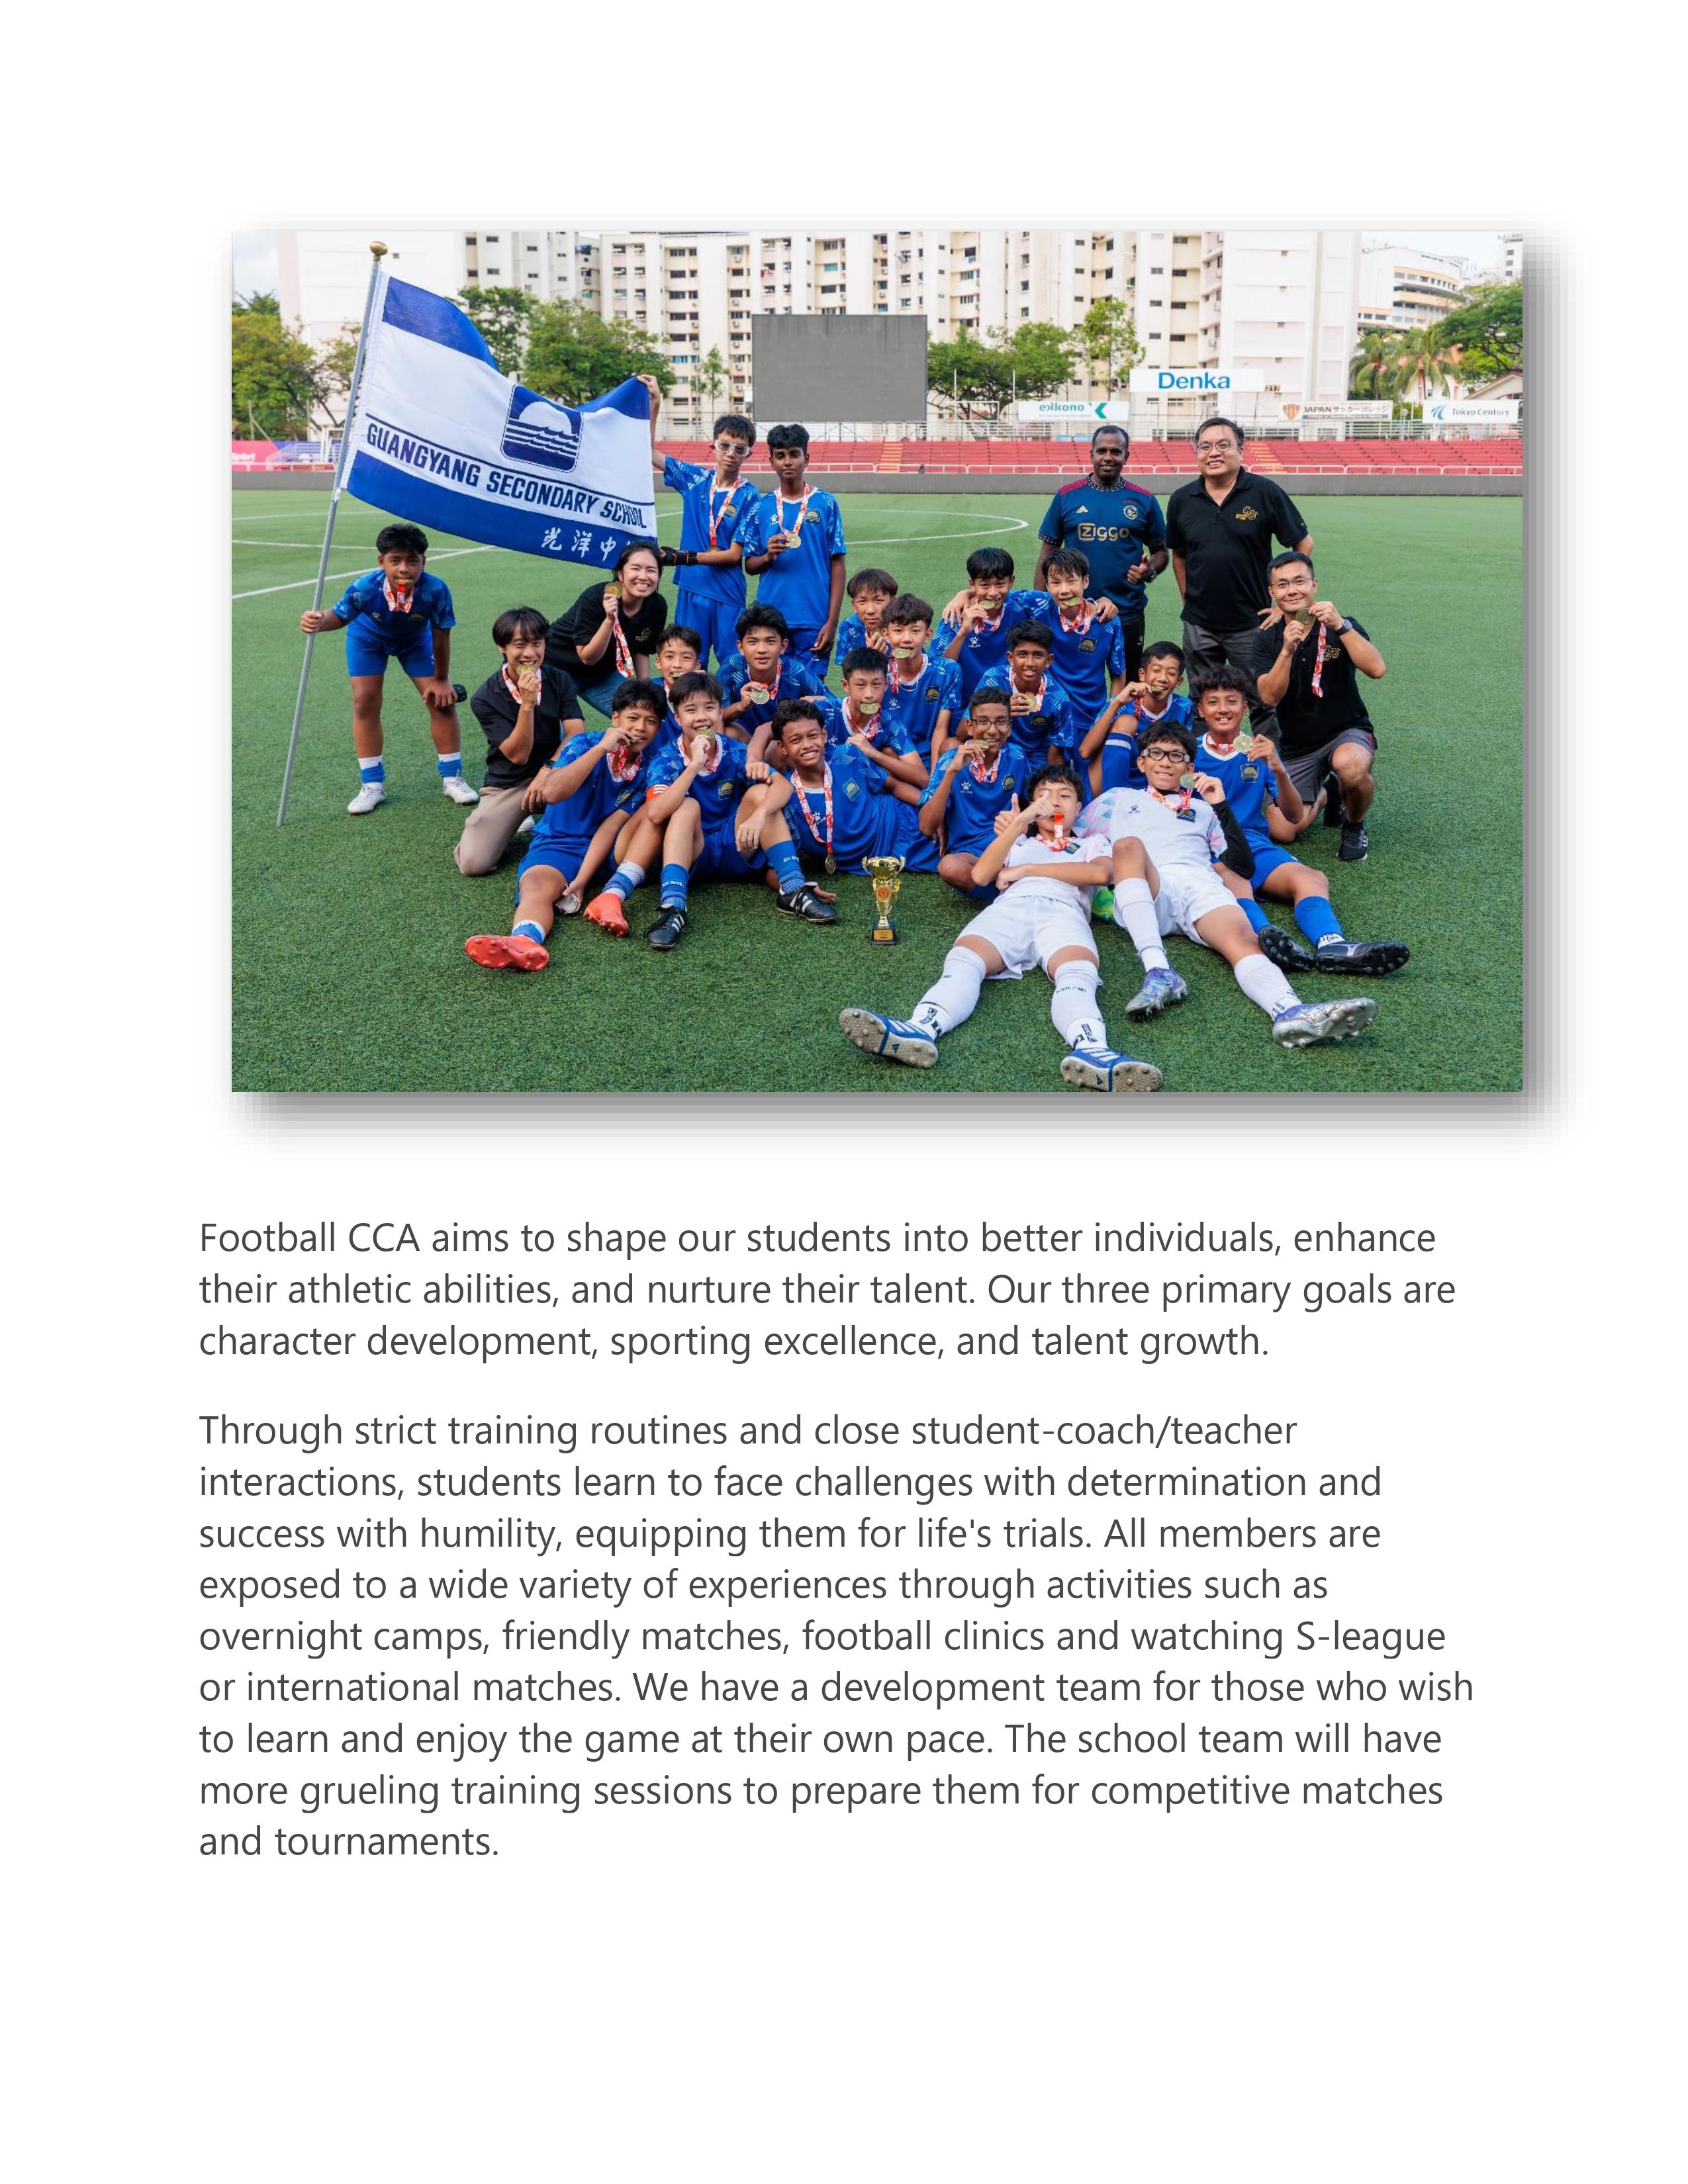 GUANGYANG SECONDARY SCHOOL
光洋中
Denka
ekikono
JAPANサッカーカレッジ
Tokyo Century
Ziggo
Football CCA aims to shape our students into better individuals, enhance
their athletic abilities, and nurture their talent. Our three primary goals are
character development, sporting excellence, and talent growth.
Through strict training routines and close student-coach/teacher
interactions, students learn to face challenges with determination and
success with humility, equipping them for life's trials. All members are
exposed to a wide variety of experiences through activities such as
overnight camps, friendly matches, football clinics and watching S-league
or international matches. We have a development team for those who wish
to learn and enjoy the game at their own pace. The school team will have
more grueling training sessions to prepare them for competitive matches
and tournaments.